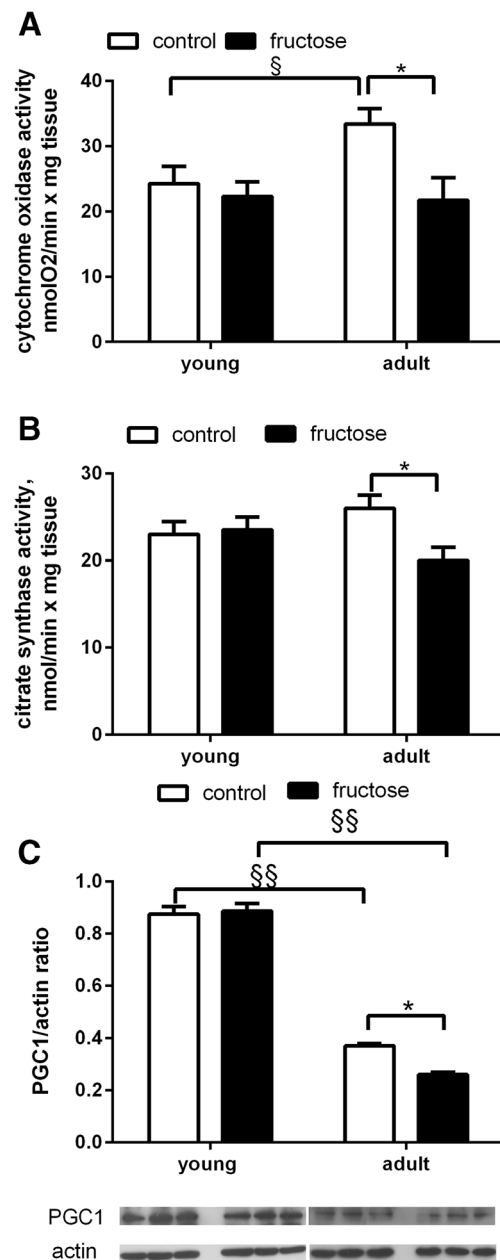 A
control fructose
cytochrome oxidase activity
nmolO2/min x mg tissue
40
30
20
10
0
§
*
young adult
B
control fructose
citrate synthase activity,
nmol/min x mg tissue
30
20
10
0
*
young adult
control fructose
C
§§
§§
PGC1/actin ratio
1.0
0.8
0.6
0.4
0.2
0.0
*
young adult
PGC1
actin